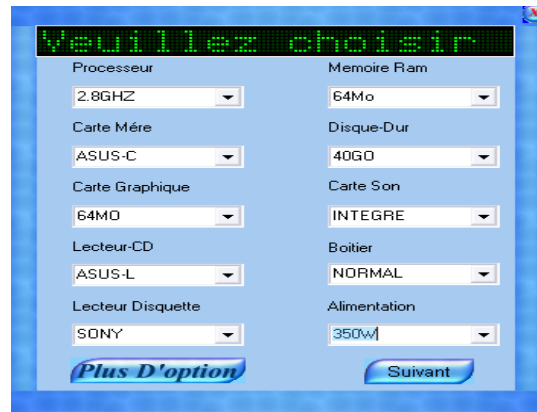 Veuillez choisir
Processeur
Memoire Ram
2.8GHZ
64Mo
Carte Mére
Disque-Dur
ASUS-C
40GO
Carte Graphique
Carte Son
64MO
INTEGRE
Lecteur-CD
Boitier
ASUS-L
NORMAL
Lecteur Disquette
Alimentation
SONY
350W
Plus D'option
Suivant